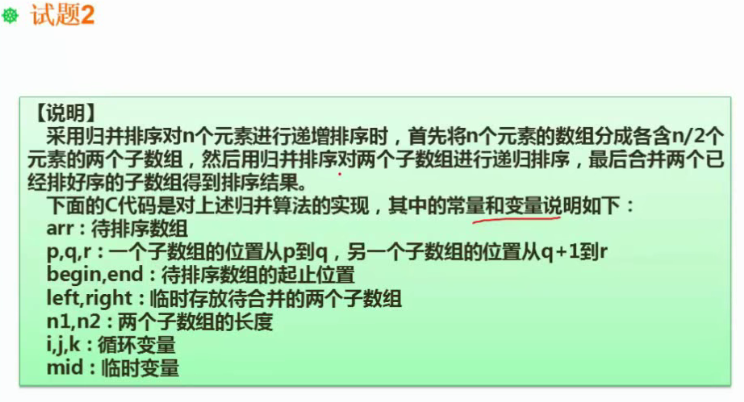 试题2
【说明】
采用归并排序对n个元素进行递增排序时，首先将n个元素的数组分成各含n/2个
元素的两个子数组，然后用归并排序对两个子数组进行递归排序，最后合并两个已
经排好序的子数组得到排序结果。
下面的C代码是对上述归并算法的实现，其中的常量和变量说明如下：
arr：待排序数组
p,q,r：一个子数组的位置从p到q，另一个子数组的位置从q+1到r
begin,end：待排序数组的起止位置
left,right：临时存放待合并的两个子数组
n1,n2：两个子数组的长度
i,j,k：循环变量
mid：临时变量